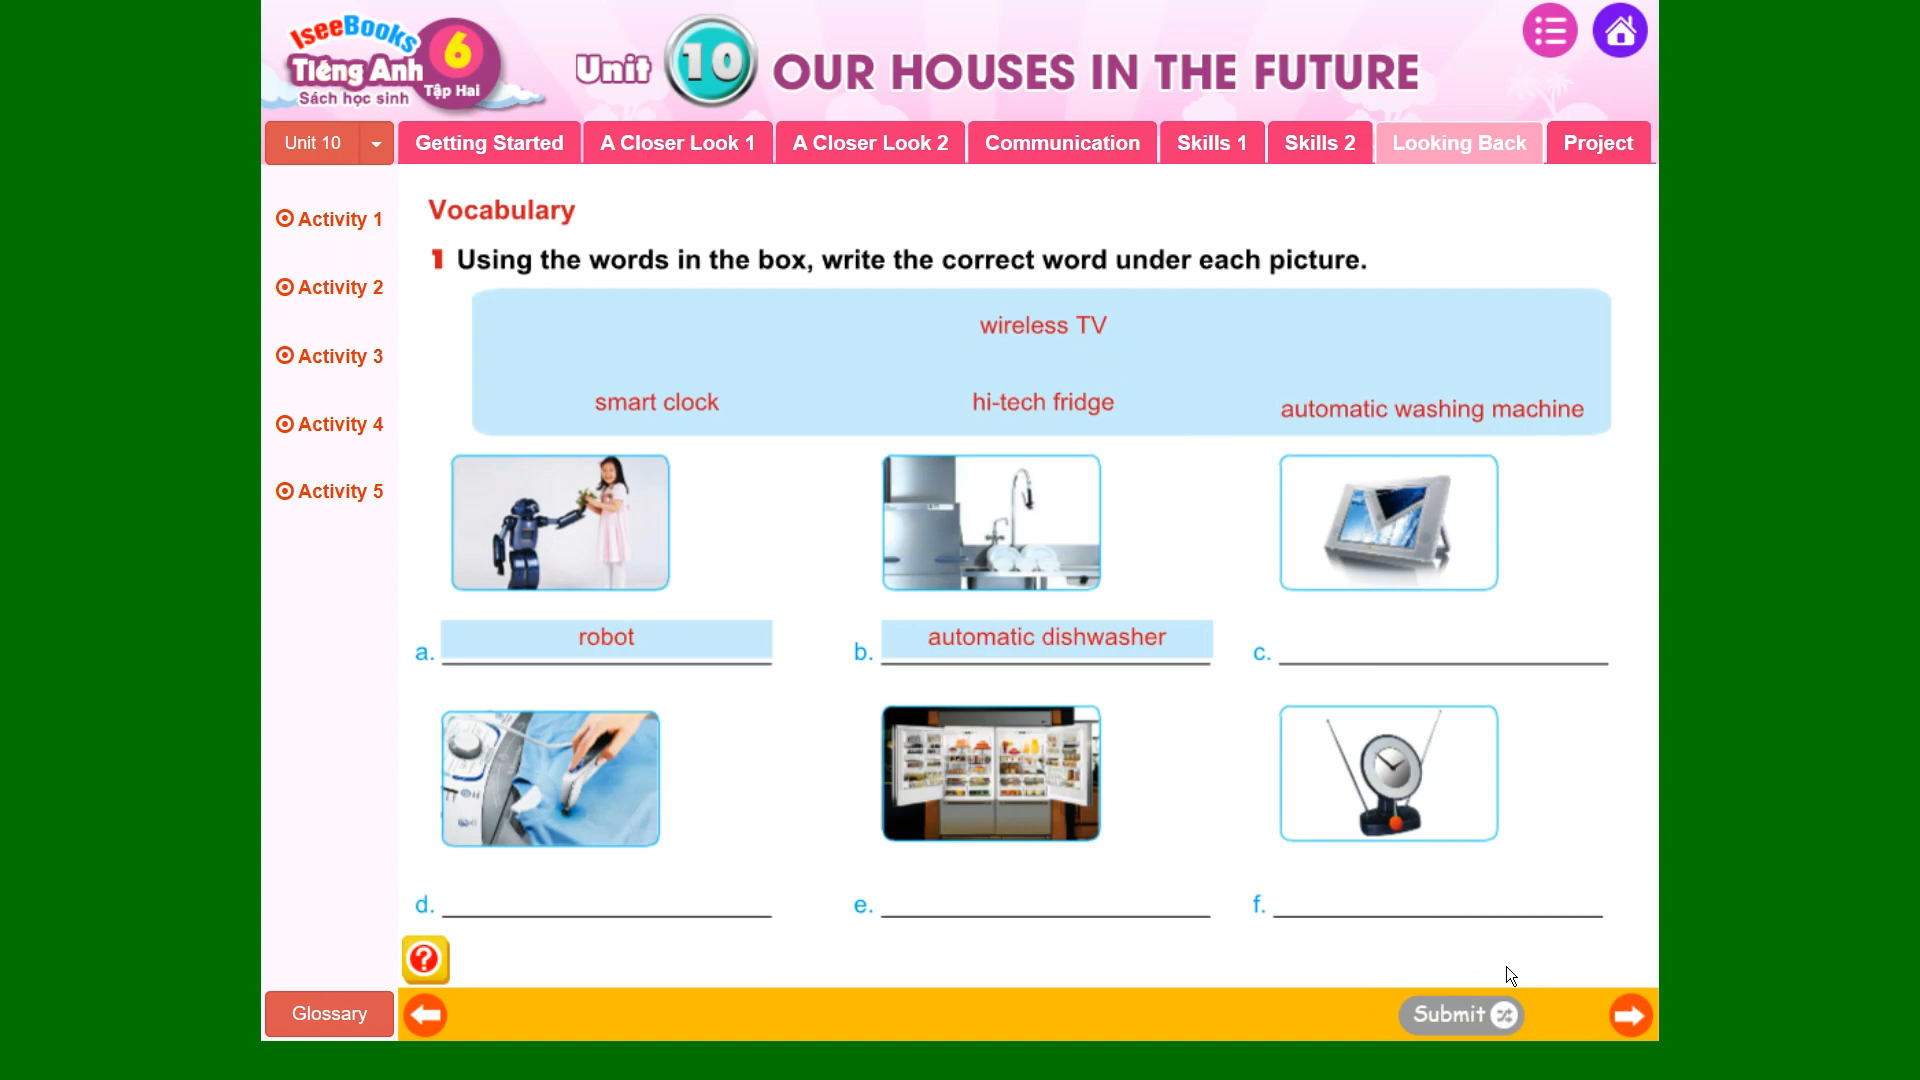 IseeBooks
Tiếng Anh 6
Sách học sinh Tập Hai
Unit 10 OUR HOUSES IN THE FUTURE
Unit 10 Getting Started A Closer Look 1 A Closer Look 2 Communication Skills 1 Skills 2 Looking Back Project
Activity 1
Activity 2
Activity 3
Activity 4
Activity 5
Vocabulary
1 Using the words in the box, write the correct word under each picture.
wireless TV
smart clock hi-tech fridge automatic washing machine
a. robot b. automatic dishwasher c.
d. e. f.
?
Glossary Submit